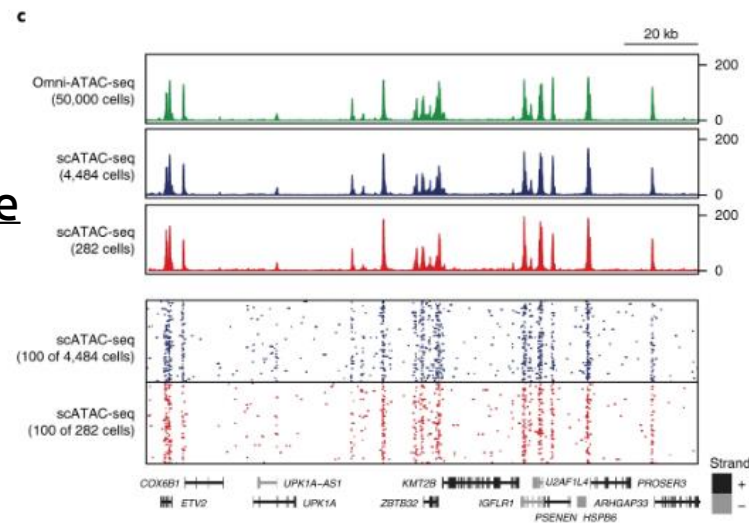 c
20 kb
Omni-ATAC-seq
(50,000 cells)
200
0
scATAC-seq
(4,484 cells)
200
0
e
scATAC-seq
(282 cells)
200
0
scATAC-seq
(100 of 4,484 cells)
scATAC-seq
(100 of 282 cells)
Strand
COX6B1 UPK1A-AS1 KMT2B U2AF1L4 PROSER3 +
ETV2 UPK1A ZBTB32 IGFLR1 ARHGAP33 –
PSENEN HSPB6